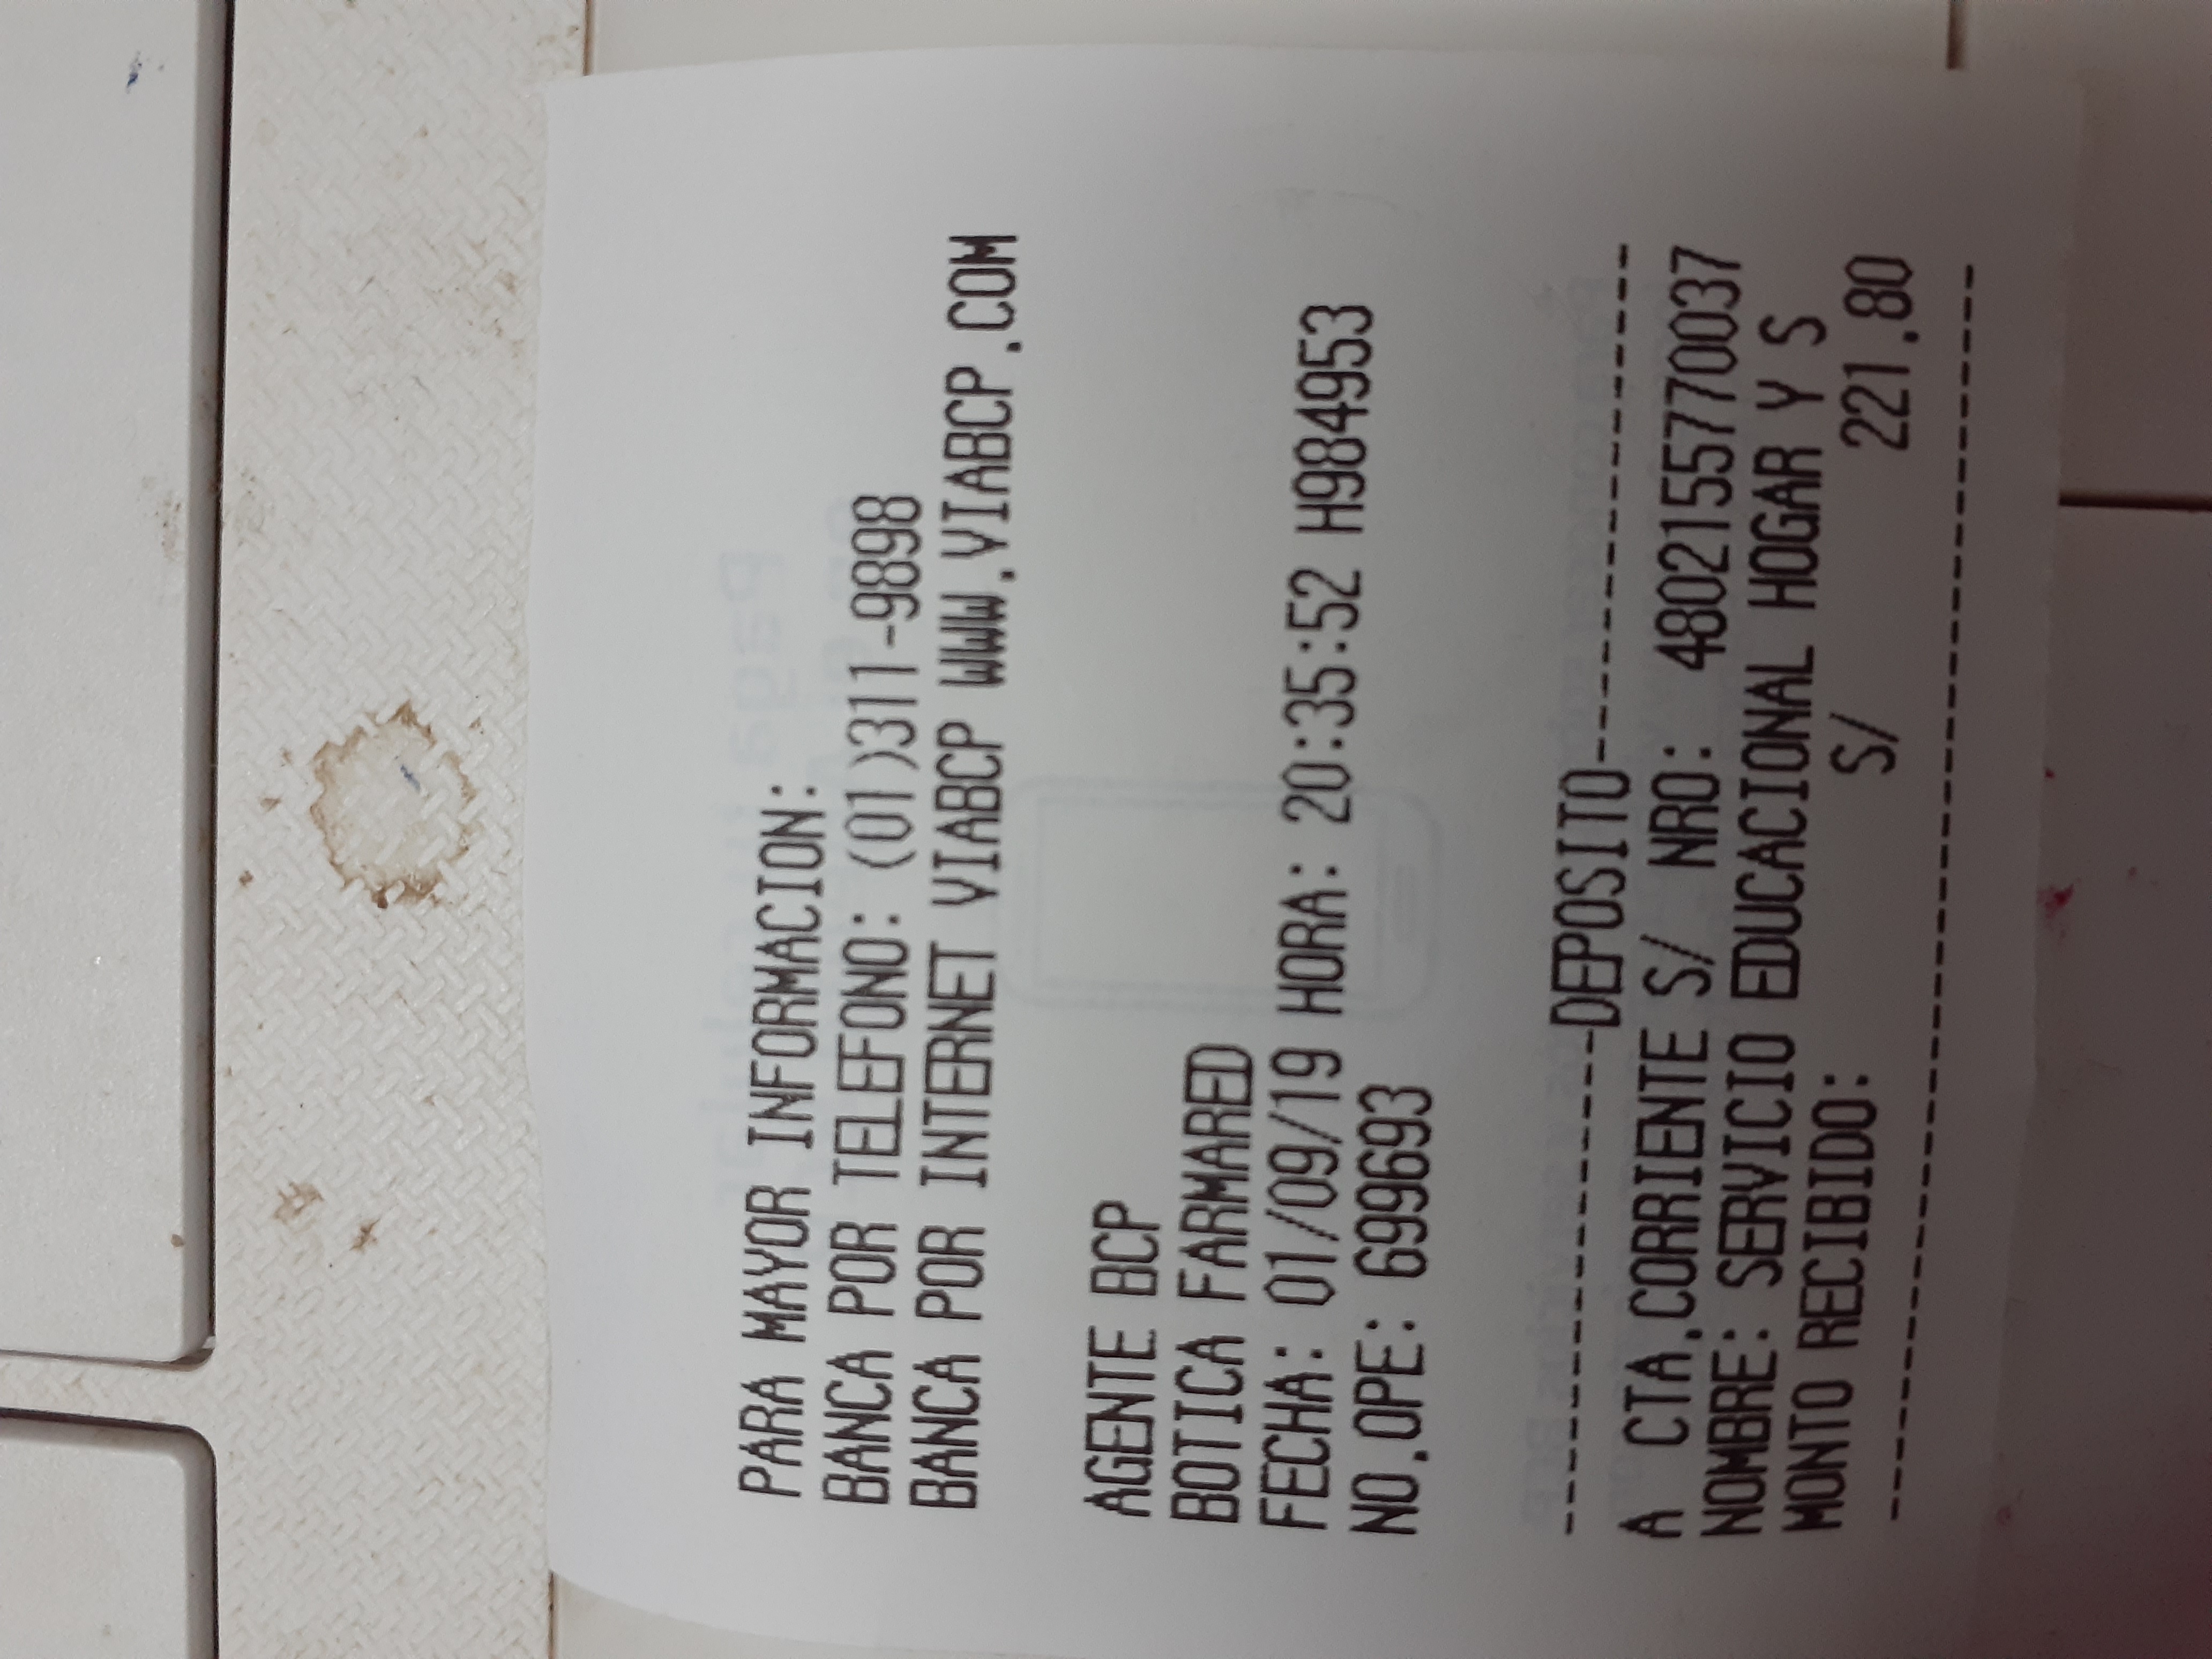 PARA MAYOR INFORMACION:
BANCA POR TELEFONO: (01)311-9898
BANCA POR INTERNET VIABCP WWW.VIABCP.COM
AGENTE BCP
BOTICA FARMARED
FECHA: 01/09/19 HORA: 20:35:52 H984953
NO.OPE: 699693
---------------DEPOSITO---------------
A CTA.CORRIENTE S/ NRO: 4802155770037
NOMBRE: SERVICIO EDUCACIONAL HOGAR Y S
MONTO RECIBIDO: S/ 221.80